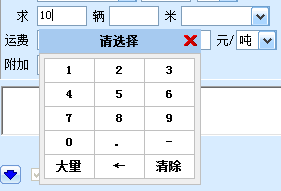 求 10 辆 米
运费 元/ 吨
附加
请选择
1 2 3
4 5 6
7 8 9
0 . -
大量 ← 清除